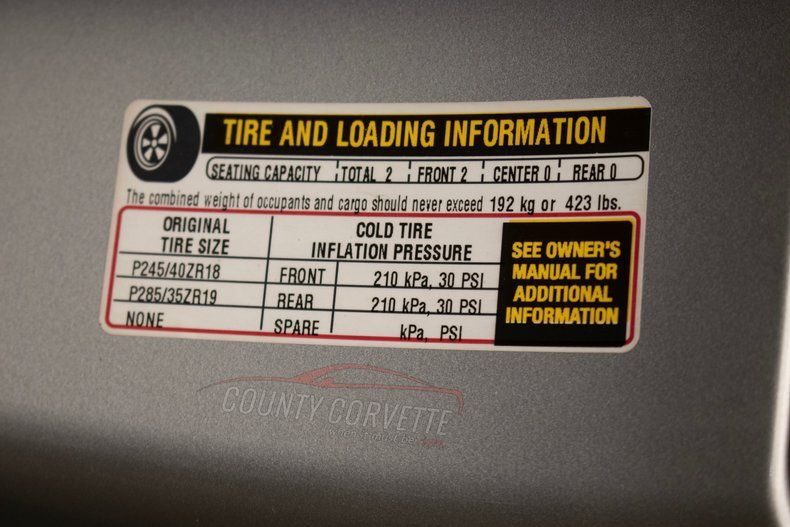 TIRE AND LOADING INFORMATION
SEATING CAPACITY TOTAL 2 FRONT 2 CENTER 0 REAR 0
The combined weight of occupants and cargo should never exceed 192 kg or 423 lbs.
ORIGINAL
TIRE SIZE
COLD TIRE
INFLATION PRESSURE
P245/40ZR18 FRONT 210 kPa, 30 PSI
P285/35ZR19 REAR 210 kPa, 30 PSI
NONE SPARE kPa, PSI
SEE OWNER'S
MANUAL FOR
ADDITIONAL
INFORMATION
COUNTY CORVETTE